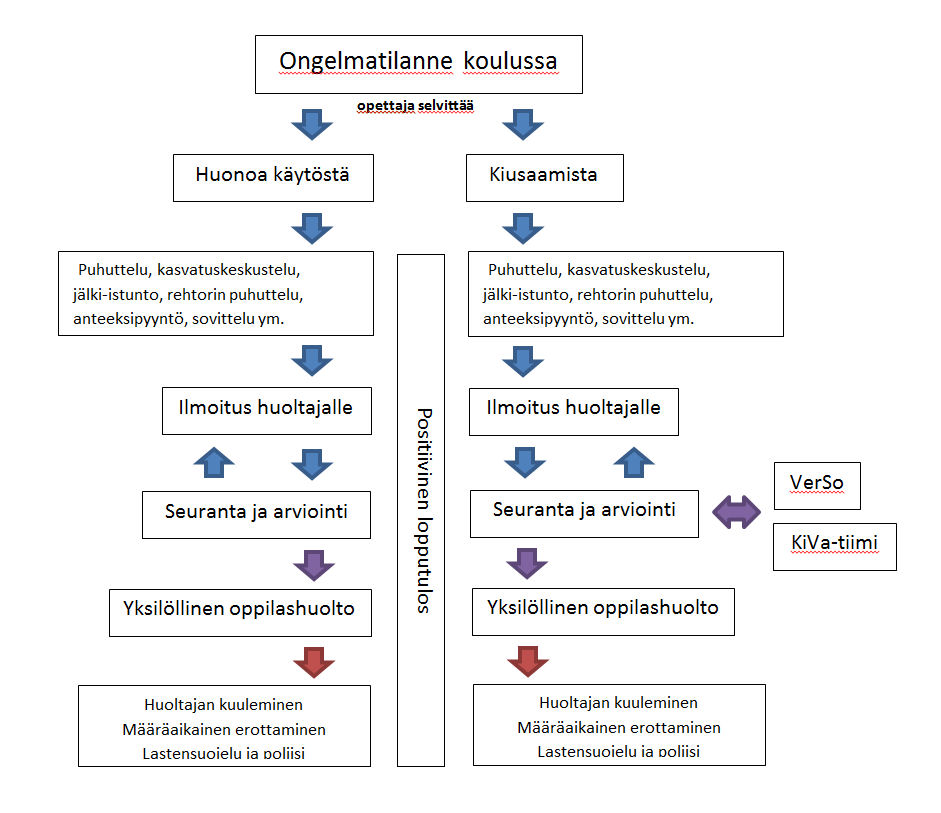 Ongelmatilanne koulussa
opettaja selvittää
Huonoa käytöstä
Kiusaamista
Puhuttelu, kasvatuskeskustelu,
jälki-istunto, rehtorin puhuttelu,
anteeksipyyntö, sovittelu ym.
Puhuttelu, kasvatuskeskustelu,
jälki-istunto, rehtorin puhuttelu,
anteeksipyyntö, sovittelu ym.
Positiivinen lopputulos
Ilmoitus huoltajalle
Ilmoitus huoltajalle
Seuranta ja arviointi
Seuranta ja arviointi
VerSo
KiVa-tiimi
Yksilöllinen oppilashuolto
Yksilöllinen oppilashuolto
Huoltajan kuuleminen
Määräaikainen erottaminen
Lastensuojelu ja poliisi
Huoltajan kuuleminen
Määräaikainen erottaminen
Lastensuojelu ja poliisi